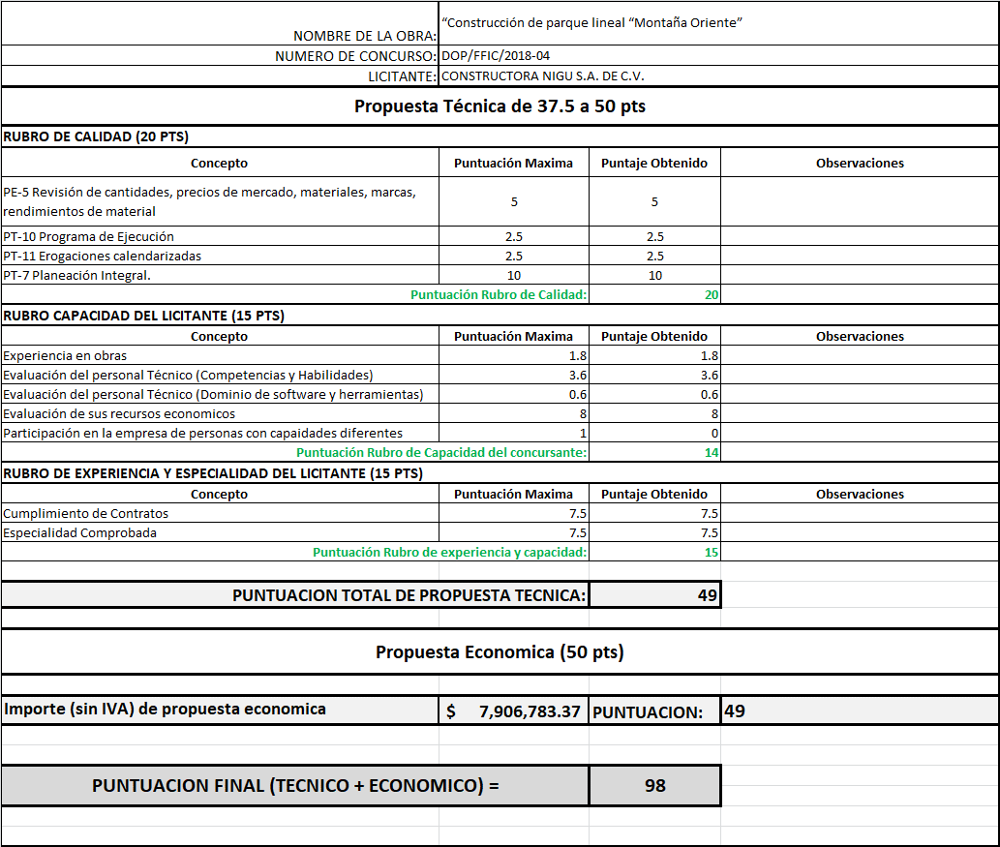 NOMBRE DE LA OBRA: “Construcción de parque lineal “Montaña Oriente”
NUMERO DE CONCURSO: DOP/FFIC/2018-04
LICITANTE: CONSTRUCTORA NIGU S.A. DE C.V.
Propuesta Técnica de 37.5 a 50 pts
RUBRO DE CALIDAD (20 PTS)
Concepto Puntuación Maxima Puntaje Obtenido Observaciones
PE-5 Revisión de cantidades, precios de mercado, materiales, marcas,
rendimientos de material 5 5
PT-10 Programa de Ejecución 2.5 2.5
PT-11 Erogaciones calendarizadas 2.5 2.5
PT-7 Planeación Integral. 10 10
Puntuación Rubro de Calidad: 20
RUBRO CAPACIDAD DEL LICITANTE (15 PTS)
Concepto Puntuación Maxima Puntaje Obtenido Observaciones
Experiencia en obras 1.8 1.8
Evaluación del personal Técnico (Competencias y Habilidades) 3.6 3.6
Evaluación del personal Técnico (Dominio de software y herramientas) 0.6 0.6
Evaluación de sus recursos economicos 8 8
Participación en la empresa de personas con capaidades diferentes 1 0
Puntuación Rubro de Capacidad del concursante: 14
RUBRO DE EXPERIENCIA Y ESPECIALIDAD DEL LICITANTE (15 PTS)
Concepto Puntuación Maxima Puntaje Obtenido Observaciones
Cumplimiento de Contratos 7.5 7.5
Especialidad Comprobada 7.5 7.5
Puntuación Rubro de experiencia y capacidad: 15
PUNTUACION TOTAL DE PROPUESTA TECNICA: 49
Propuesta Economica (50 pts)
Importe (sin IVA) de propuesta economica $ 7,906,783.37 PUNTUACION: 49
PUNTUACION FINAL (TECNICO + ECONOMICO) = 98